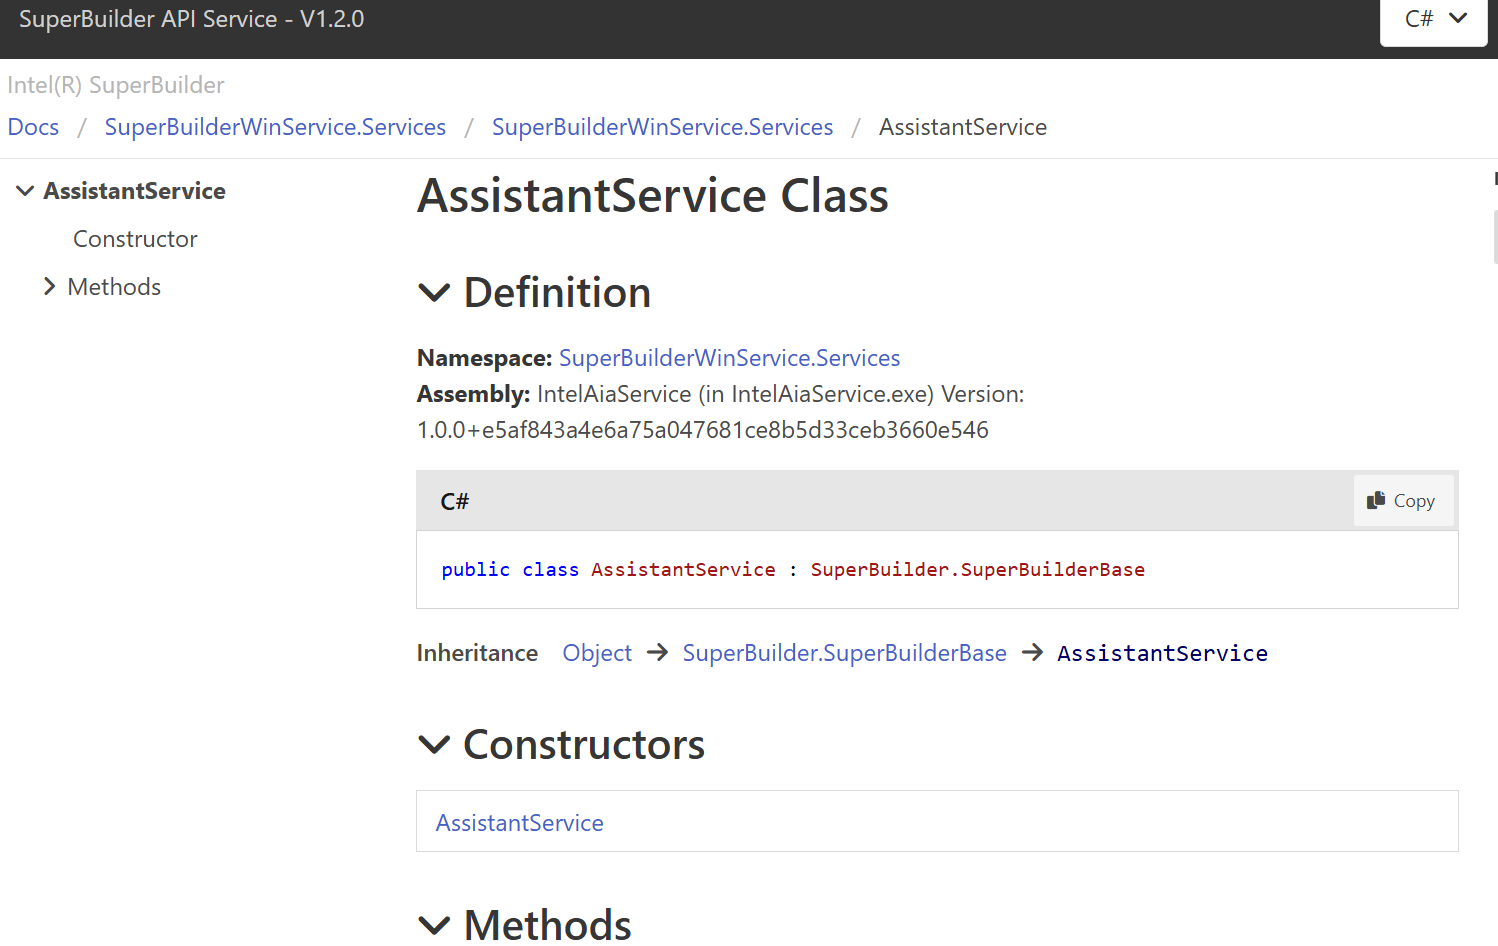 SuperBuilder API Service - V1.2.0
C#
Intel(R) SuperBuilder
Docs / SuperBuilderWinService.Services / SuperBuilderWinService.Services / AssistantService
AssistantService
Constructor
Methods
AssistantService Class
Definition
Namespace: SuperBuilderWinService.Services
Assembly: IntelAiaService (in IntelAiaService.exe) Version:
1.0.0+e5af843a4e6a75a047681ce8b5d33ceb3660e546
C#
Copy
public class AssistantService : SuperBuilder.SuperBuilderBase
Inheritance Object → SuperBuilder.SuperBuilderBase → AssistantService
Constructors
AssistantService
Methods